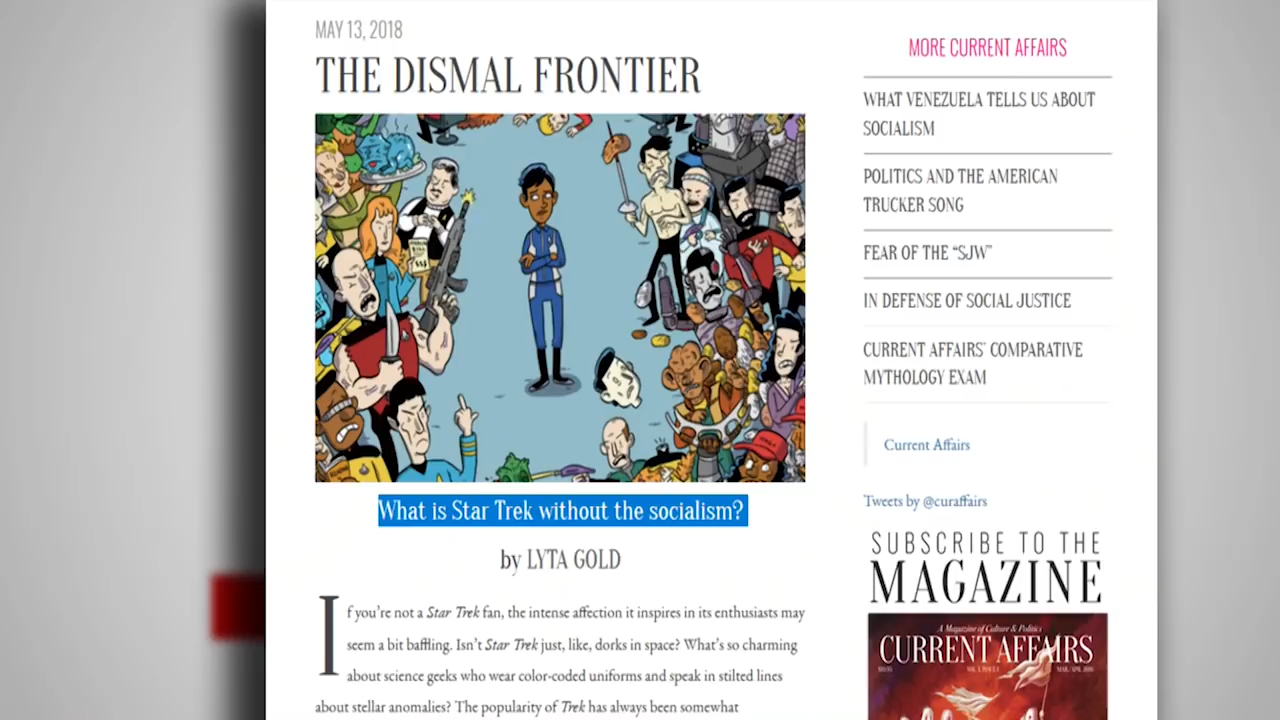 MAY 13, 2018
THE DISMAL FRONTIER
What is Star Trek without the socialism?
by LYTA GOLD
If you're not a Star Trek fan, the intense affection it inspires in its enthusiasts may
seem a bit baffling. Isn't Star Trek just, like, dorks in space? What's so charming
about science geeks who wear color-coded uniforms and speak in stilted lines
about stellar anomalies? The popularity of Trek has always been somewhat
MORE CURRENT AFFAIRS
WHAT VENEZUELA TELLS US ABOUT
SOCIALISM
POLITICS AND THE AMERICAN
TRUCKER SONG
FEAR OF THE “SJW”
IN DEFENSE OF SOCIAL JUSTICE
CURRENT AFFAIRS' COMPARATIVE
MYTHOLOGY EXAM
Current Affairs
Tweets by @curaffairs
SUBSCRIBE TO THE
MAGAZINE
A Magazine of Culture & Politics
CURRENT AFFAIRS